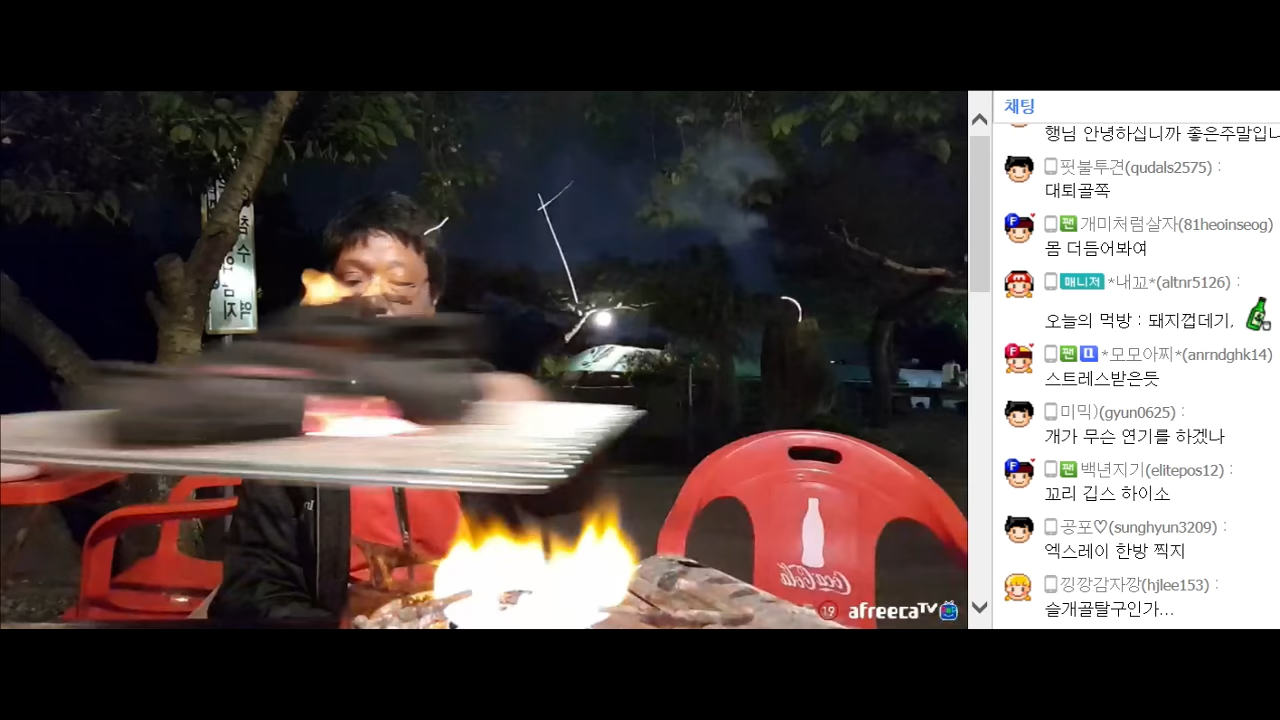 채팅
행님 안녕하십니까 좋은주말입니
핏불투견(qudals2575) :
대퇴골쪽
팬 개미처럼살자(81heoinseog)
몸 더듬어봐여
매니저 *내꼬*(altnr5126) :
오늘의 먹방 : 돼지껍데기,
팬 *모모아찌*(anrndghk14)
스트레스받은듯
미믹)(gyun0625) :
개가 무슨 연기를 하겠나
팬 백년지기(elitepos12) :
꼬리 깁스 하이소
공포♡(sunghyun3209) :
엑스레이 한방 찍지
낑깡감자깡(hjlee153) :
슬개골탈구인가...
Coca-Cola
19 afreecaTV